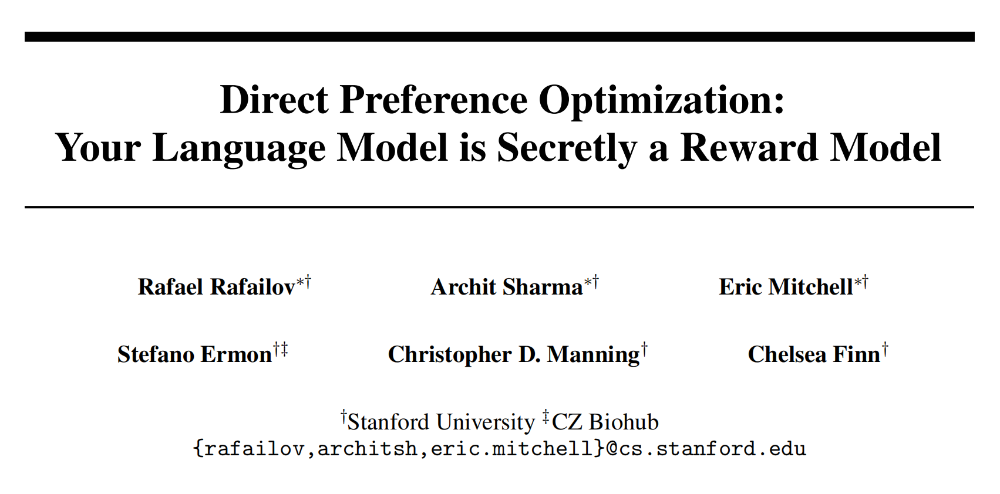 Direct Preference Optimization:
Your Language Model is Secretly a Reward Model
Rafael Rafailov*† Archit Sharma*† Eric Mitchell*†
Stefano Ermon†‡ Christopher D. Manning† Chelsea Finn†
†Stanford University ‡CZ Biohub
{rafailov,architsh,eric.mitchell}@cs.stanford.edu